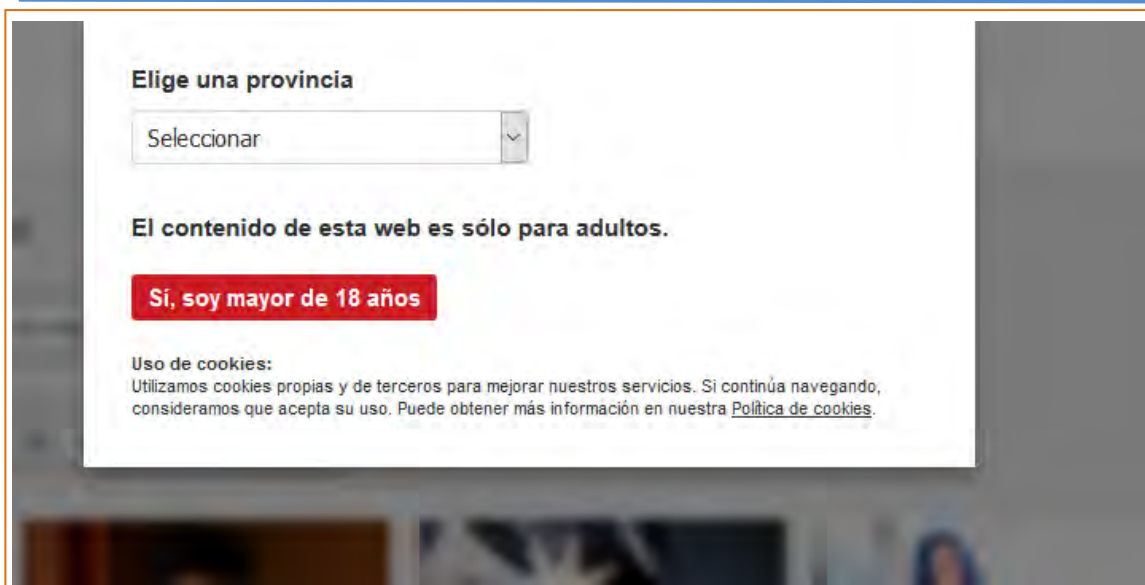 Elige una provincia
Seleccionar
El contenido de esta web es sólo para adultos.
Sí, soy mayor de 18 años
Uso de cookies:
Utilizamos cookies propias y de terceros para mejorar nuestros servicios. Si continúa navegando,
consideramos que acepta su uso. Puede obtener más información en nuestra Política de cookies.